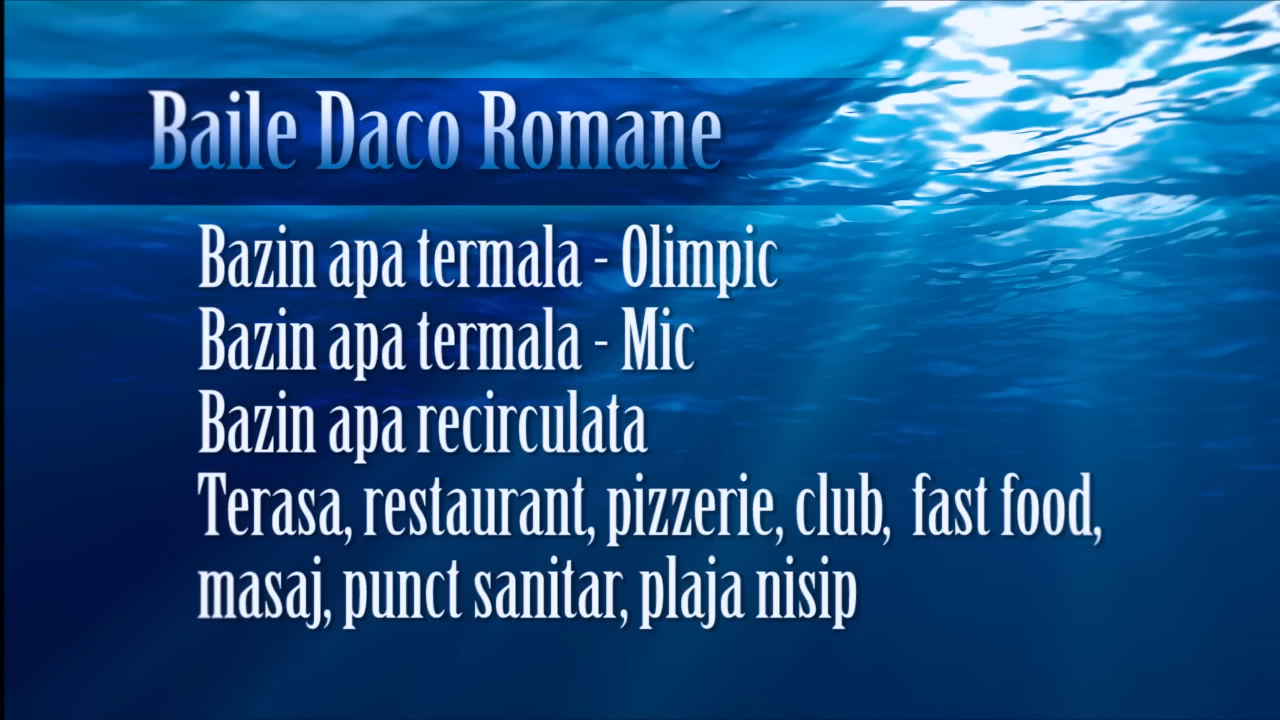 Baile Daco Romane
Bazin apa termala - Olimpic
Bazin apa termala - Mic
Bazin apa recirculata
Terasa, restaurant, pizzerie, club, fast food,
masaj, punct sanitar, plaja nisip